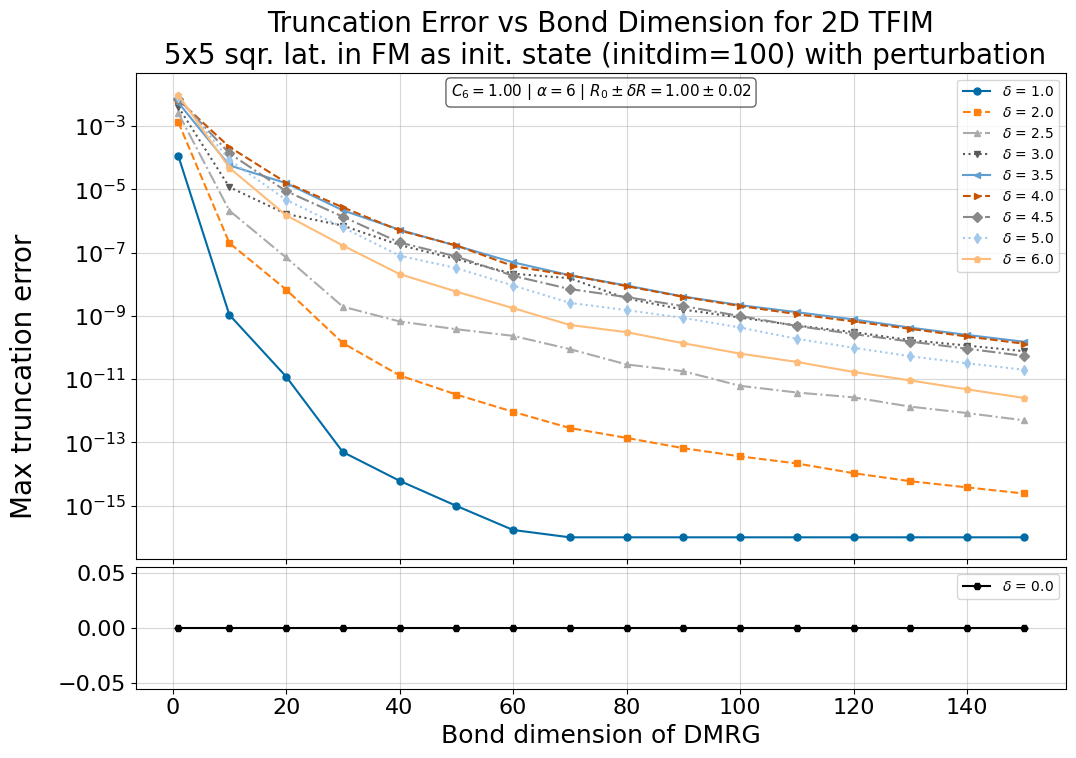 Truncation Error vs Bond Dimension for 2D TFIM
5x5 sqr. lat. in FM as init. state (initdim=100) with perturbation
C₆ = 1.00 | α = 6 | R₀ ± δR = 1.00 ± 0.02
δ = 1.0
δ = 2.0
δ = 2.5
δ = 3.0
δ = 3.5
δ = 4.0
δ = 4.5
δ = 5.0
δ = 6.0
Max truncation error
10⁻³
10⁻⁵
10⁻⁷
10⁻⁹
10⁻¹¹
10⁻¹³
10⁻¹⁵
δ = 0.0
0.05
0.00
−0.05
0 20 40 60 80 100 120 140
Bond dimension of DMRG